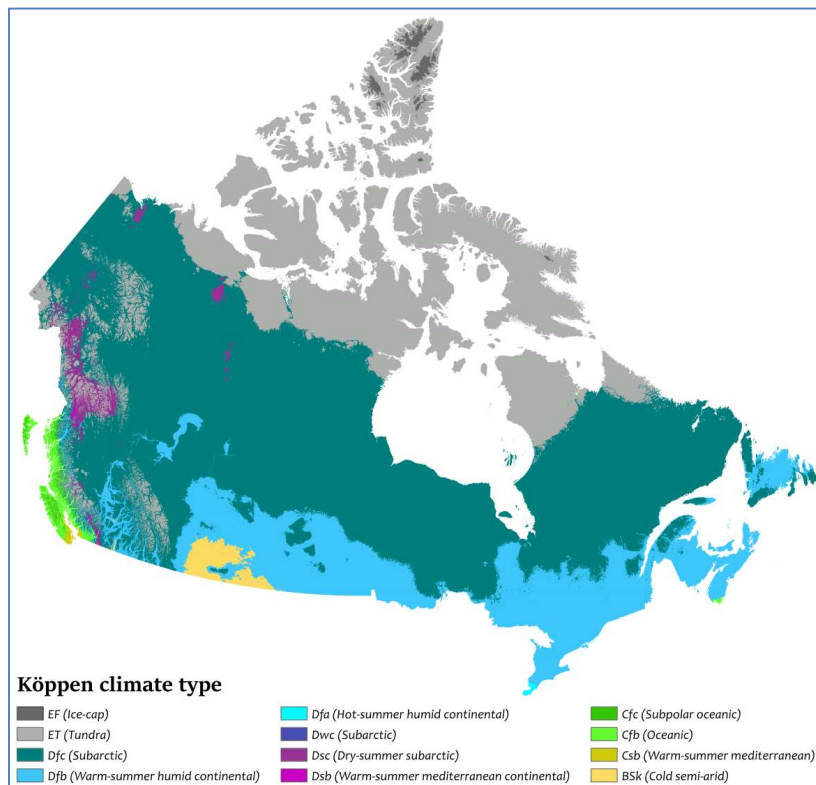 Köppen climate type
EF (Ice-cap)
ET (Tundra)
Dfc (Subarctic)
Dfb (Warm-summer humid continental)
Dfa (Hot-summer humid continental)
Dwc (Subarctic)
Dsc (Dry-summer subarctic)
Dsb (Warm-summer mediterranean continental)
Cfc (Subpolar oceanic)
Cfb (Oceanic)
Csb (Warm-summer mediterranean)
BSk (Cold semi-arid)